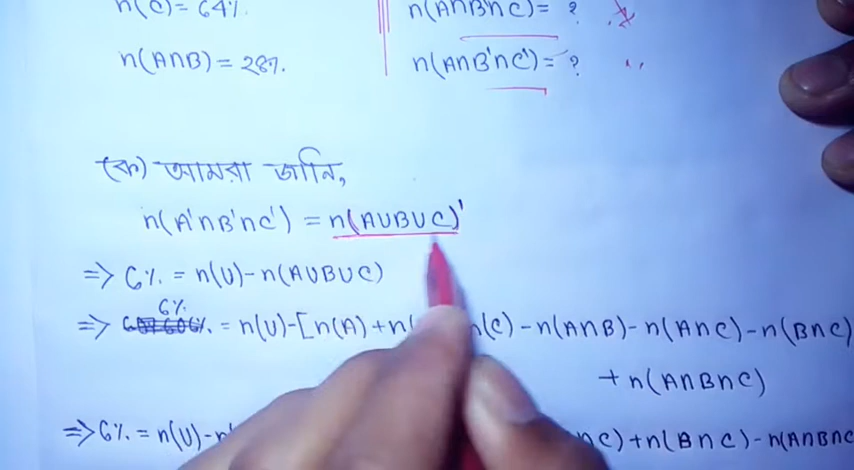 n(C) = 64%
n(A∩B) = 28%.
n(A∩B'∩C) = ?
n(A∩B'∩C') = ?
(ক) আমরা জানি,
n(A'∩B'∩C') = n(A∪B∪C)'
=> 6% = n(U) - n(A∪B∪C)
=> 6% = n(U) - [n(A) + n( n(C) - n(A∩B) - n(A∩C) - n(B∩C)
+ n(A∩B∩C)
=> 6% = n(U) - n( ∩C) + n(B∩C) - n(A∩B∩C